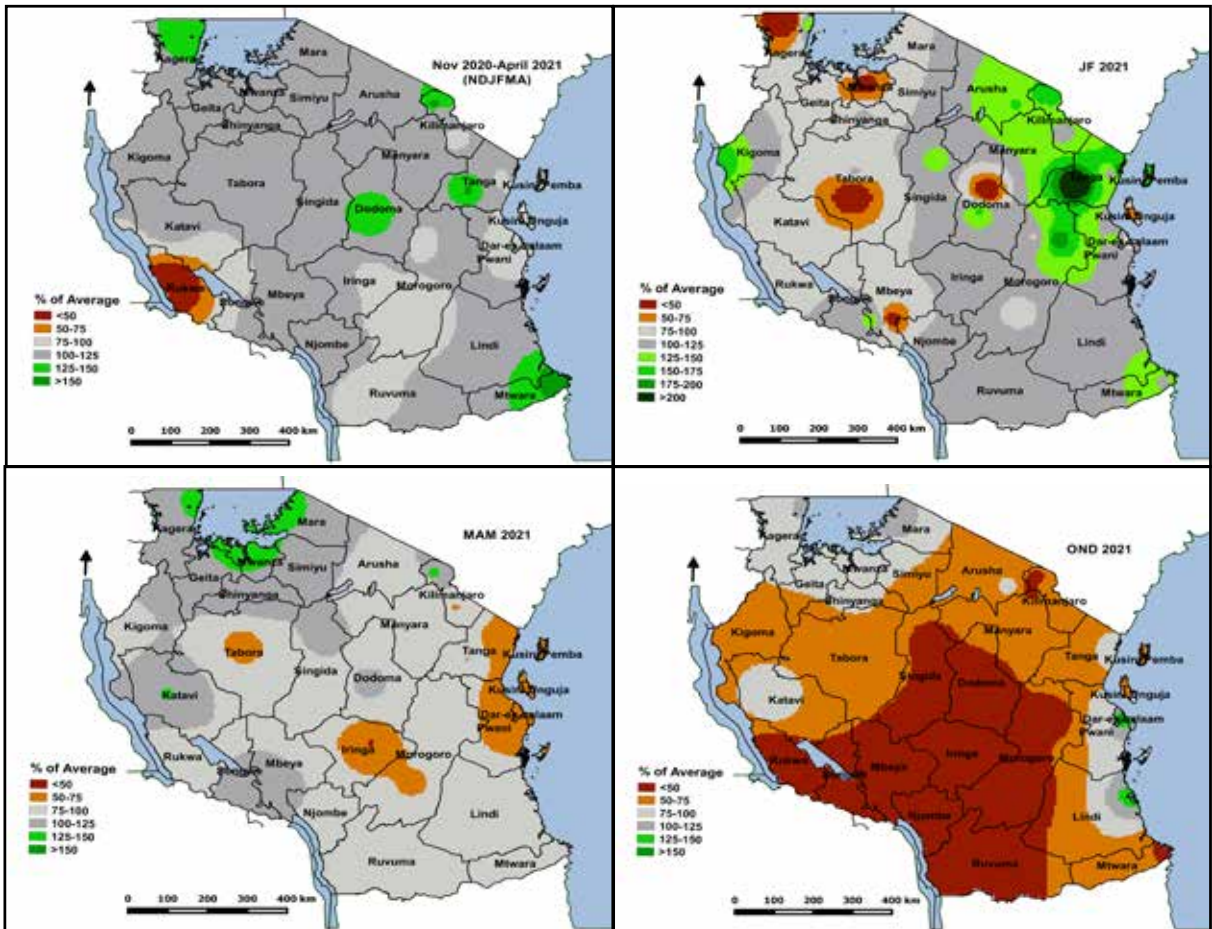 Nov 2020-April 2021
(NDJFMA)
Kagera
Mara
Mwanza
Geita
Simiyu
Arusha
Shinyanga
Kilimanjaro
Kigoma
Manyara
Tabora
Tanga
Kusini Pemba
Singida
Dodoma
Katavi
Kusini Unguja
Dar-es-salaam
Pwani
Rukwa
Iringa
Morogoro
Mbeya
Njombe
Lindi
Ruvuma
Mtwara
% of Average
<50
50-75
75-100
100-125
125-150
>150
0 100 200 300 400 km
JF 2021
Kagera
Mara
Arusha
Geita
Simiyu
Shinyanga
Kilimanjaro
Kigoma
Manyara
Tabora
Kusini Pemba
Singida
Dodoma
Katavi
Kusini Unguja
Dar-es-salaam
Pwani
Rukwa
Iringa
Morogoro
Mbeya
Njombe
Lindi
Ruvuma
Mtwara
% of Average
<50
50-75
75-100
100-125
125-150
150-175
175-200
>200
0 100 200 300 400 km
MAM 2021
Kagera
Mara
Mwanza
Geita
Simiyu
Arusha
Shinyanga
Kilimanjaro
Kigoma
Manyara
Tabora
Tanga
Kusini Pemba
Singida
Dodoma
Katavi
Kusini Unguja
Dar-es-salaam
Pwani
Rukwa
Iringa
Morogoro
Mbeya
Njombe
Lindi
Ruvuma
Mtwara
% of Average
<50
50-75
75-100
100-125
125-150
>150
0 100 200 300 400 km
OND 2021
Kagera
Mara
Mwanza
Geita
Simiyu
Arusha
Shinyanga
Kilimanjaro
Kigoma
Manyara
Tabora
Tanga
Kusini Pemba
Singida
Dodoma
Katavi
Kusini Unguja
Dar-es-salaam
Pwani
Rukwa
Iringa
Morogoro
Mbeya
Njombe
Lindi
Ruvuma
Mtwara
% of Average
<50
50-75
75-100
100-125
125-150
>150
0 100 200 300 400 km